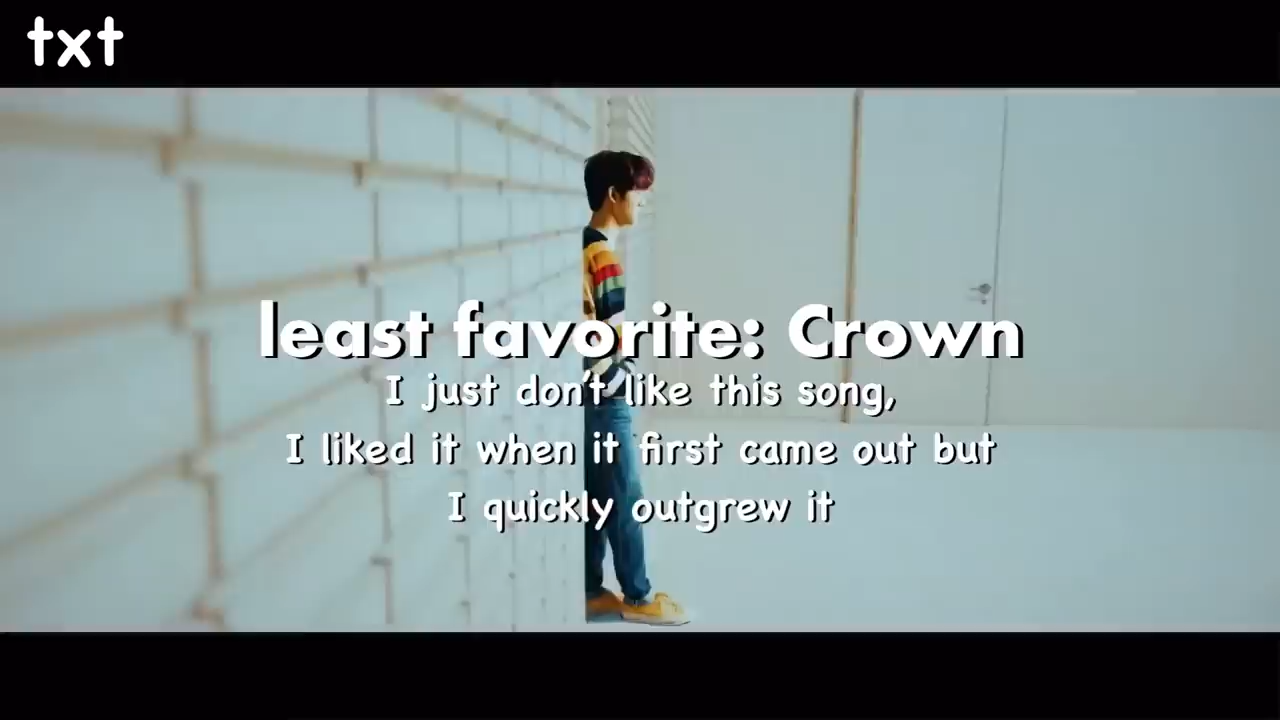 txt
least favorite: Crown
I just don't like this song,
I liked it when it first came out but
I quickly outgrew it